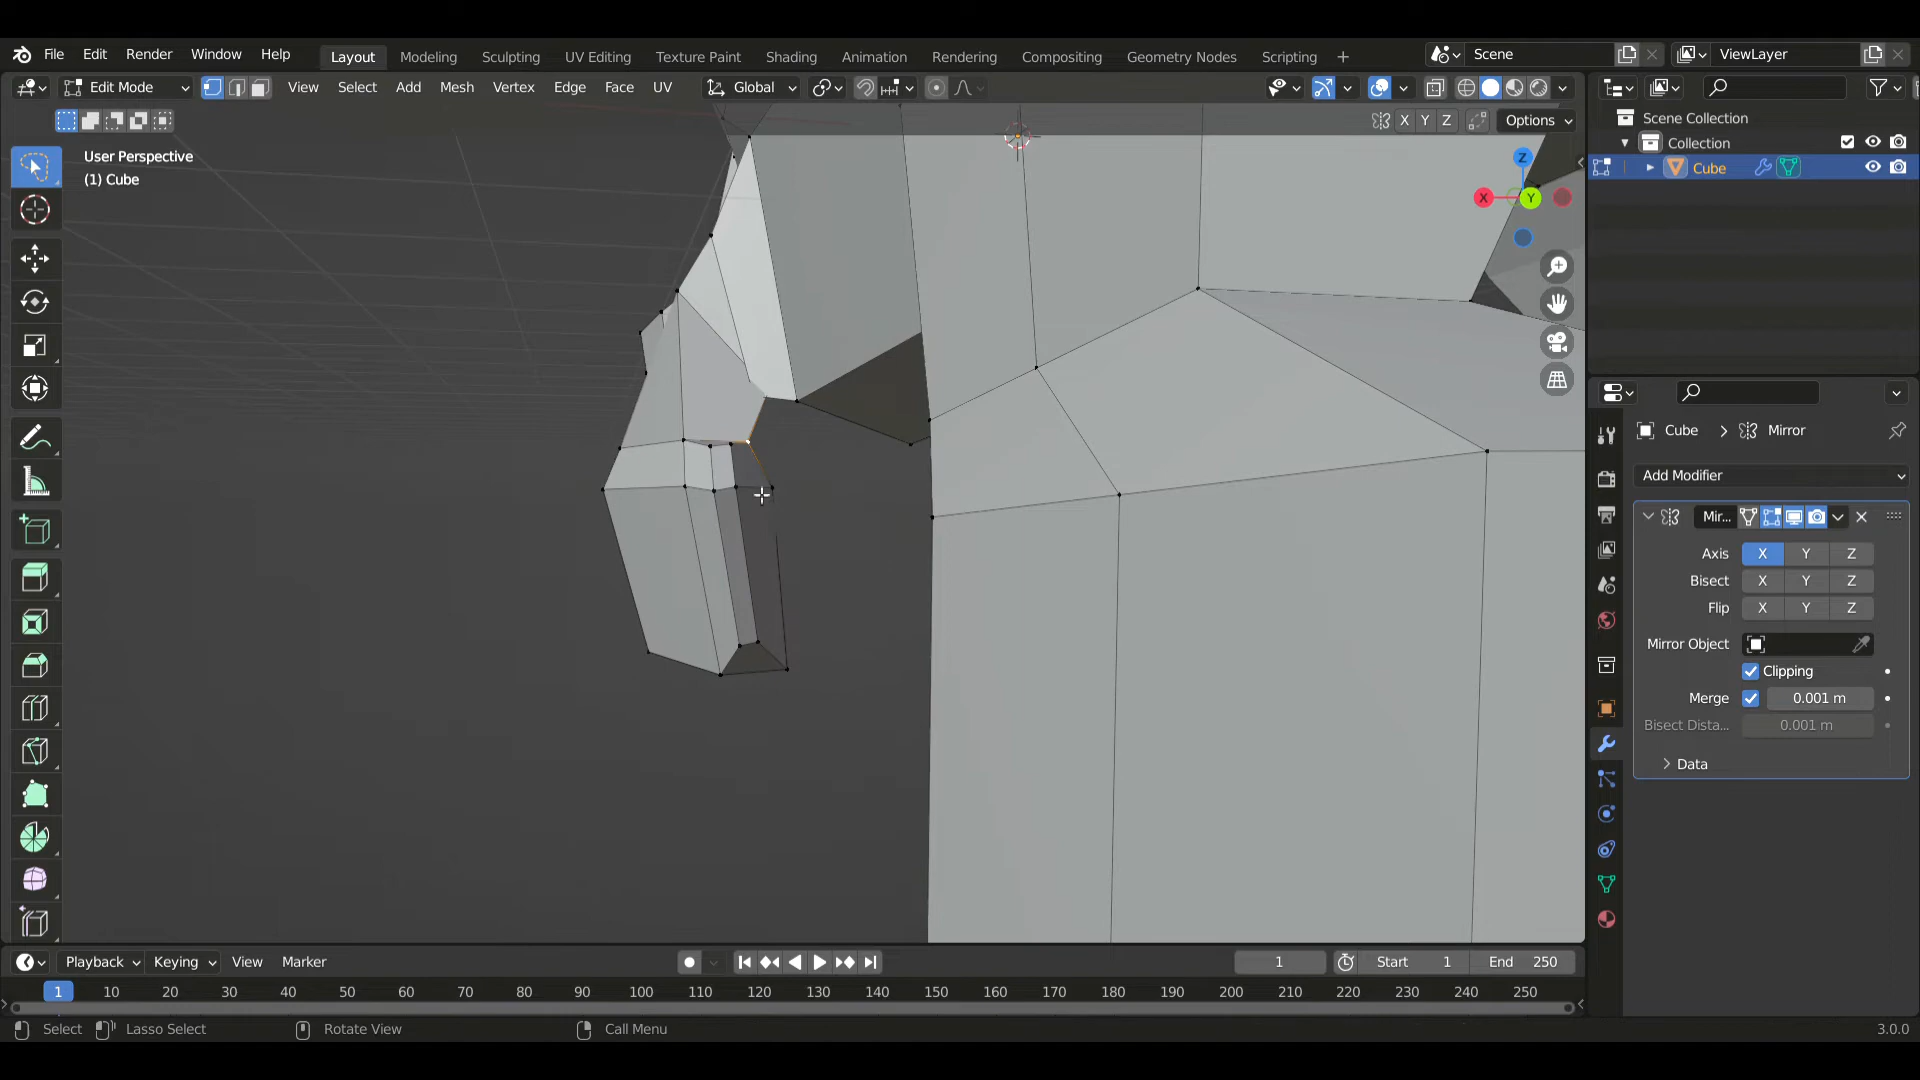 File Edit Render Window Help Layout Modeling Sculpting UV Editing Texture Paint Shading Animation Rendering Compositing Geometry Nodes Scripting + Scene ViewLayer
Edit Mode View Select Add Mesh Vertex Edge Face UV Global
X Y Z Options
User Perspective
(1) Cube
Z
X Y
Scene Collection
Collection
Cube
Cube > Mirror
Add Modifier
Mir...
Axis X Y Z
Bisect X Y Z
Flip X Y Z
Mirror Object
Clipping
Merge 0.001 m
Bisect Dista... 0.001 m
Data
Playback Keying View Marker 1 Start 1 End 250
1 10 20 30 40 50 60 70 80 90 100 110 120 130 140 150 160 170 180 190 200 210 220 230 240 250
Select Lasso Select Rotate View Call Menu 3.0.0